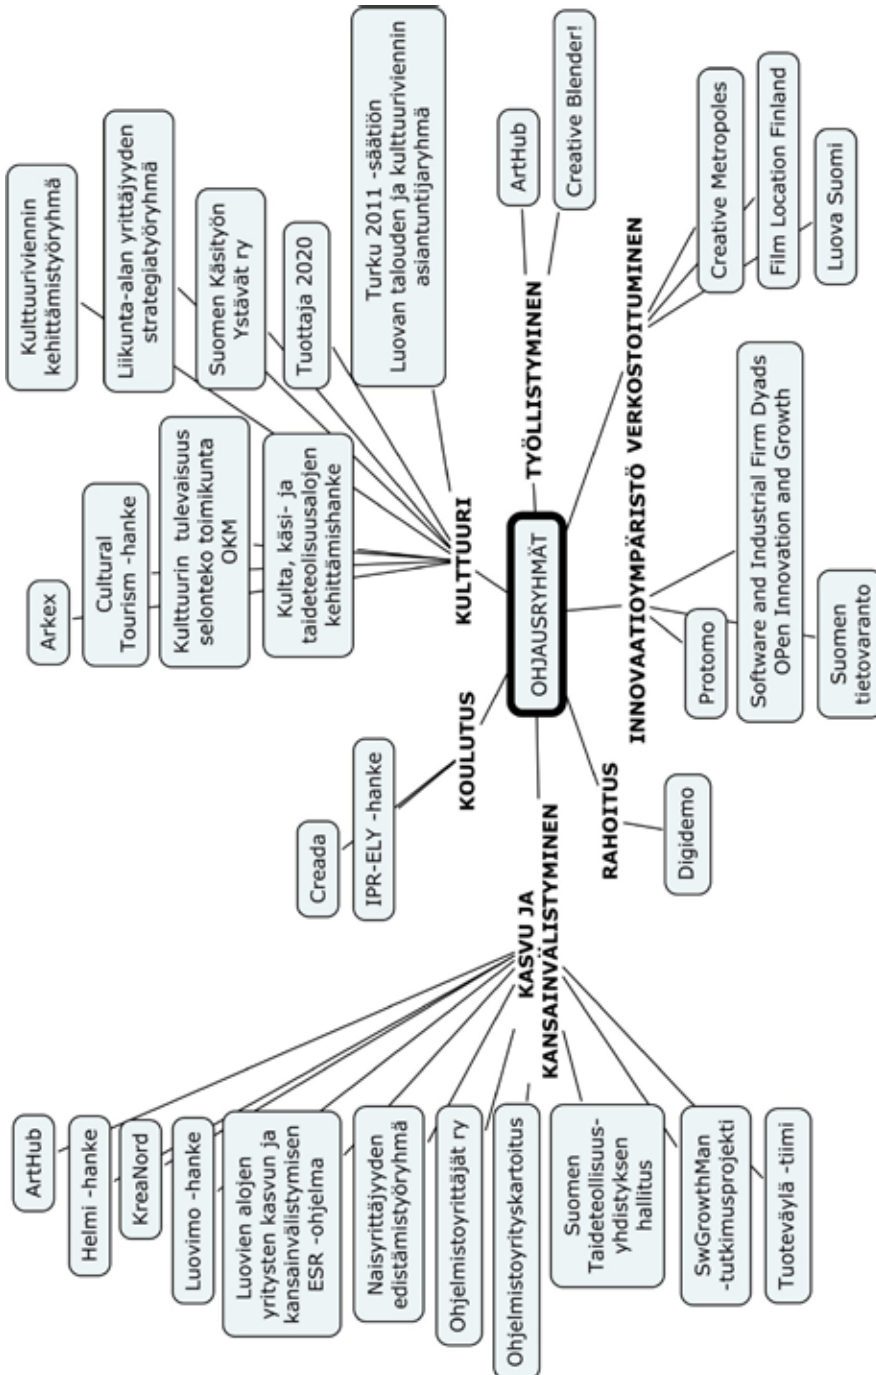 ArtHub
Helmi -hanke
KreaNord
Luovimo -hanke
Luovien alojen
yritysten kasvun ja
kansainvälistymisen
ESR -ohjelma
Naisyrittäjyyden
edistämistyöryhmä
Ohjelmistoyrittäjät ry
Ohjelmistoyrityskartoitus
Suomen
Taideteollisuus-
yhdistyksen
hallitus
SwGrowthMan
-tutkimusprojekti
Tuoteväylä -tiimi
KASVU JA
KANSAINVÄLISTYMINEN
Creada
IPR-ELY -hanke
KOULUTUS
RAHOITUS
Digidemo
OHJAUSRYHMÄT
Arkex
Cultural
Tourism -hanke
Kulttuurin tulevaisuus
selonteko toimikunta
OKM
Kulta, käsi- ja
taideteolisuusalojen
kehittämishanke
KULTTUURI
Kulttuuriviennin
kehittämistyöryhmä
Liikunta-alan yrittäjyyden
strategiatyöryhmä
Suomen Käsityön
Ystävät ry
Tuottaja 2020
Turku 2011 -säätiön
Luovan talouden ja kulttuuriviennin
asiantuntijaryhmä
TYÖLLISTYMINEN
ArtHub
Creative Blender!
INNOVAATIOYMPÄRISTÖ
Protomo
Software and Industrial Firm Dyads
OPen Innovation and Growth
Suomen
tietovaranto
VERKOSTOITUMINEN
Creative Metropoles
Film Location Finland
Luova Suomi